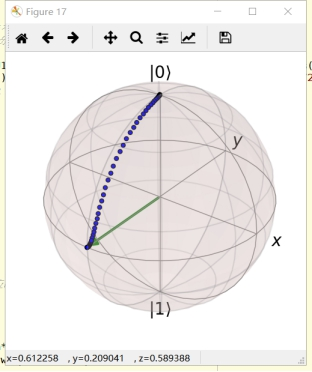 Figure 17
|0⟩
y
x
|1⟩
x=0.612258 , y=0.209041, z=0.589388